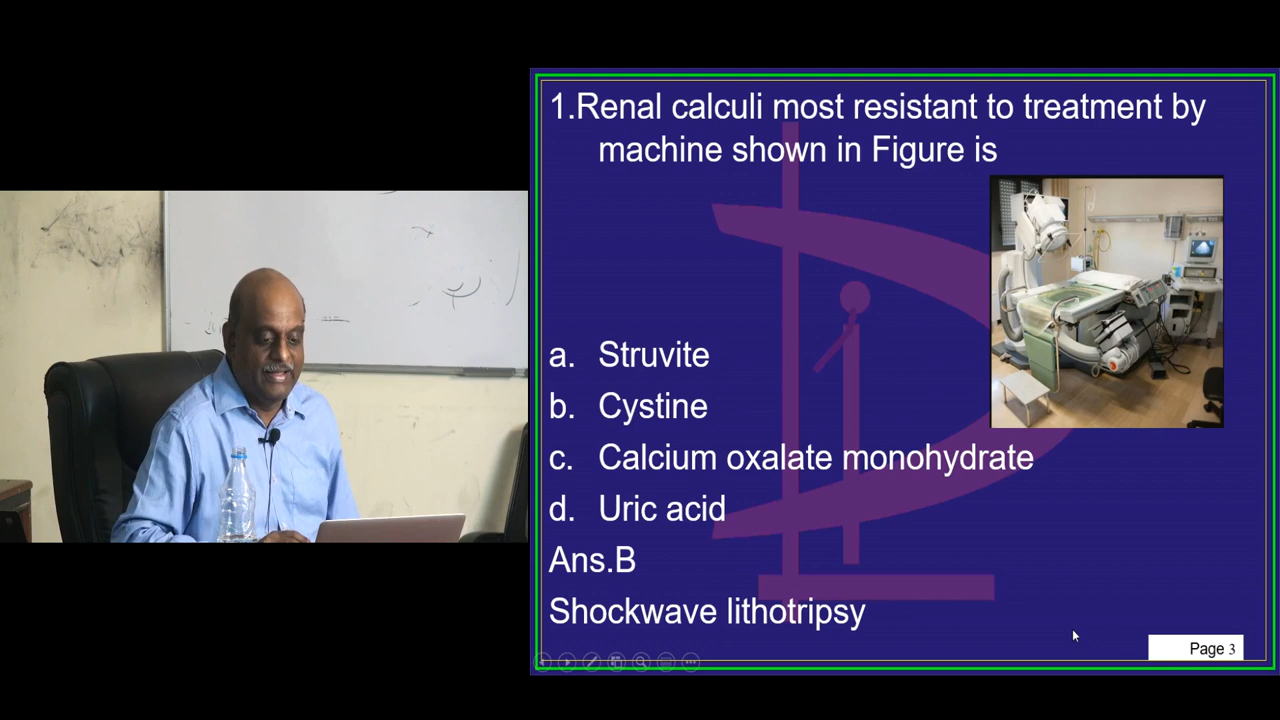 1.Renal calculi most resistant to treatment by
machine shown in Figure is
a. Struvite
b. Cystine
c. Calcium oxalate monohydrate
d. Uric acid
Ans.B
Shockwave lithotripsy
Page 3